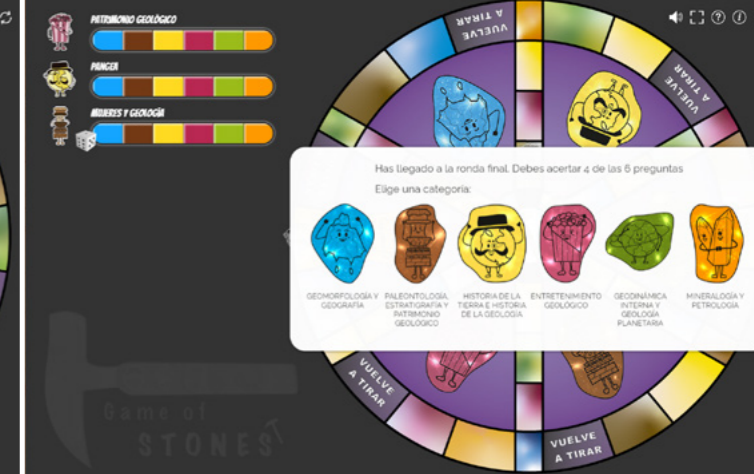 PATRIMONIO GEOLÓGICO
PANGEA
MUJERES Y GEOLOGÍA
VUELVE
A TIRAR
VUELVE
A TIRAR
Has llegado a la ronda final. Debes acertar 4 de las 6 preguntas
Elige una categoría:
GEOMORFOLOGÍA Y
GEOGRAFÍA
PALEONTOLOGÍA,
ESTRATIGRAFÍA Y
PATRIMONIO
GEOLÓGICO
HISTORIA DE LA
TIERRA E HISTORIA
DE LA GEOLOGÍA
ENTRETENIMIENTO
GEOLÓGICO
GEODINÁMICA
INTERNA Y
GEOLOGÍA
PLANETARIA
MINERALOGÍA Y
PETROLOGÍA
VUELVE
A TIRAR
VUELVE
A TIRAR
Game of
STONES